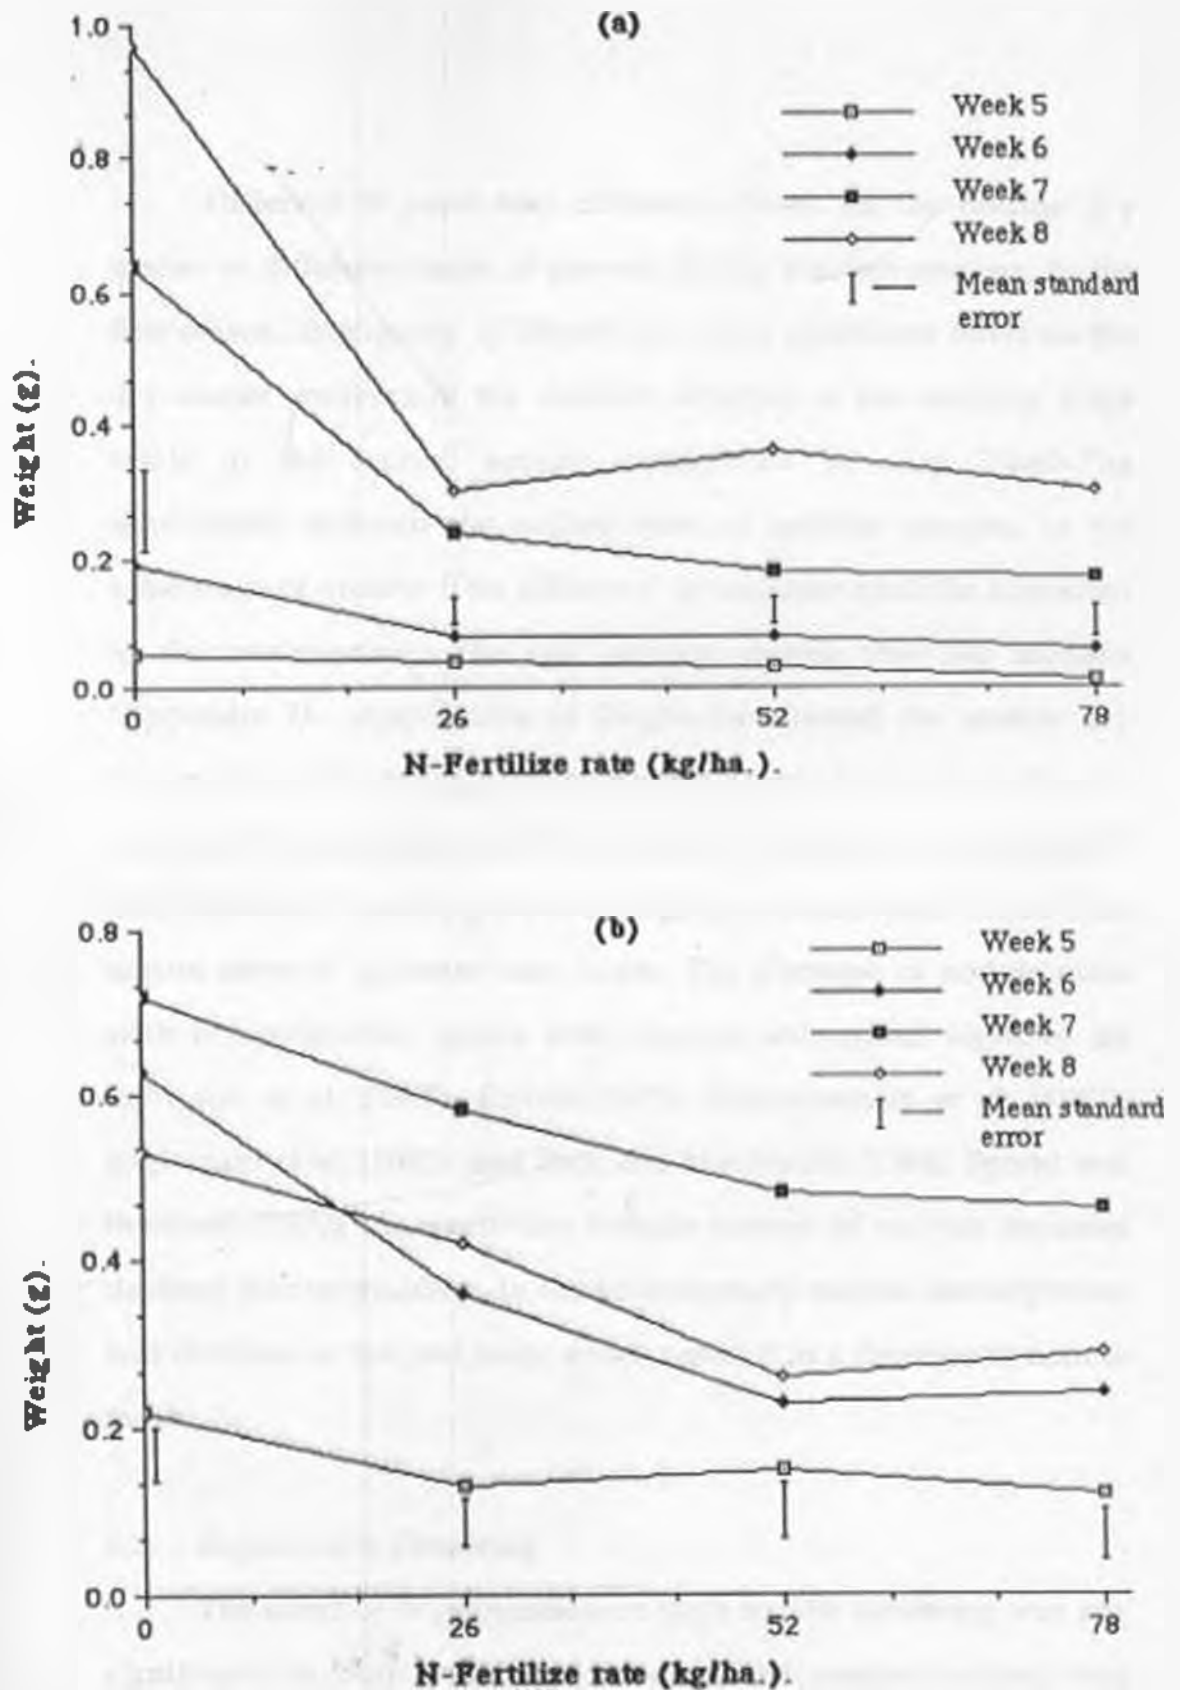 (a)
1.0
0.8
0.6
0.4
0.2
0.0
Weight (g).
Week 5
Week 6
Week 7
Week 8
Mean standard
error
0 26 52 78
N-Fertilize rate (kg/ha.).
(b)
0.8
0.6
0.4
0.2
0.0
Weight (g).
Week 5
Week 6
Week 7
Week 8
Mean standard
error
0 26 52 78
N-Fertilize rate (kg/ha.).